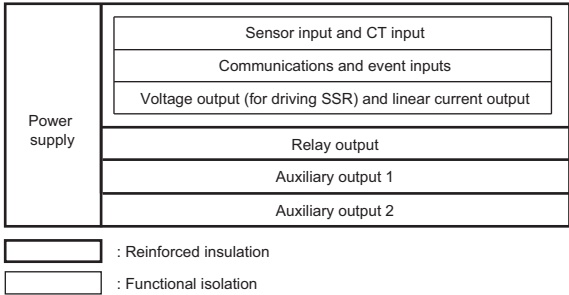 Power
supply
Sensor input and CT input
Communications and event inputs
Voltage output (for driving SSR) and linear current output
Relay output
Auxiliary output 1
Auxiliary output 2
: Reinforced insulation
: Functional isolation